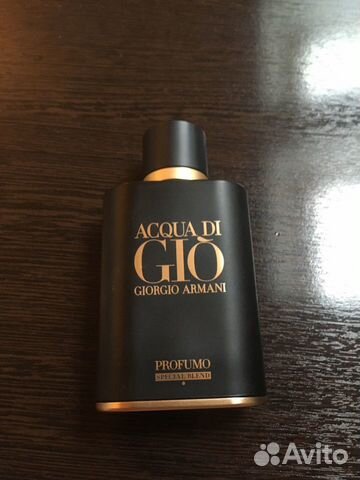 ACQUA DI
GIÒ
GIORGIO ARMANI
PROFUMO
SPECIAL BLEND
Avito